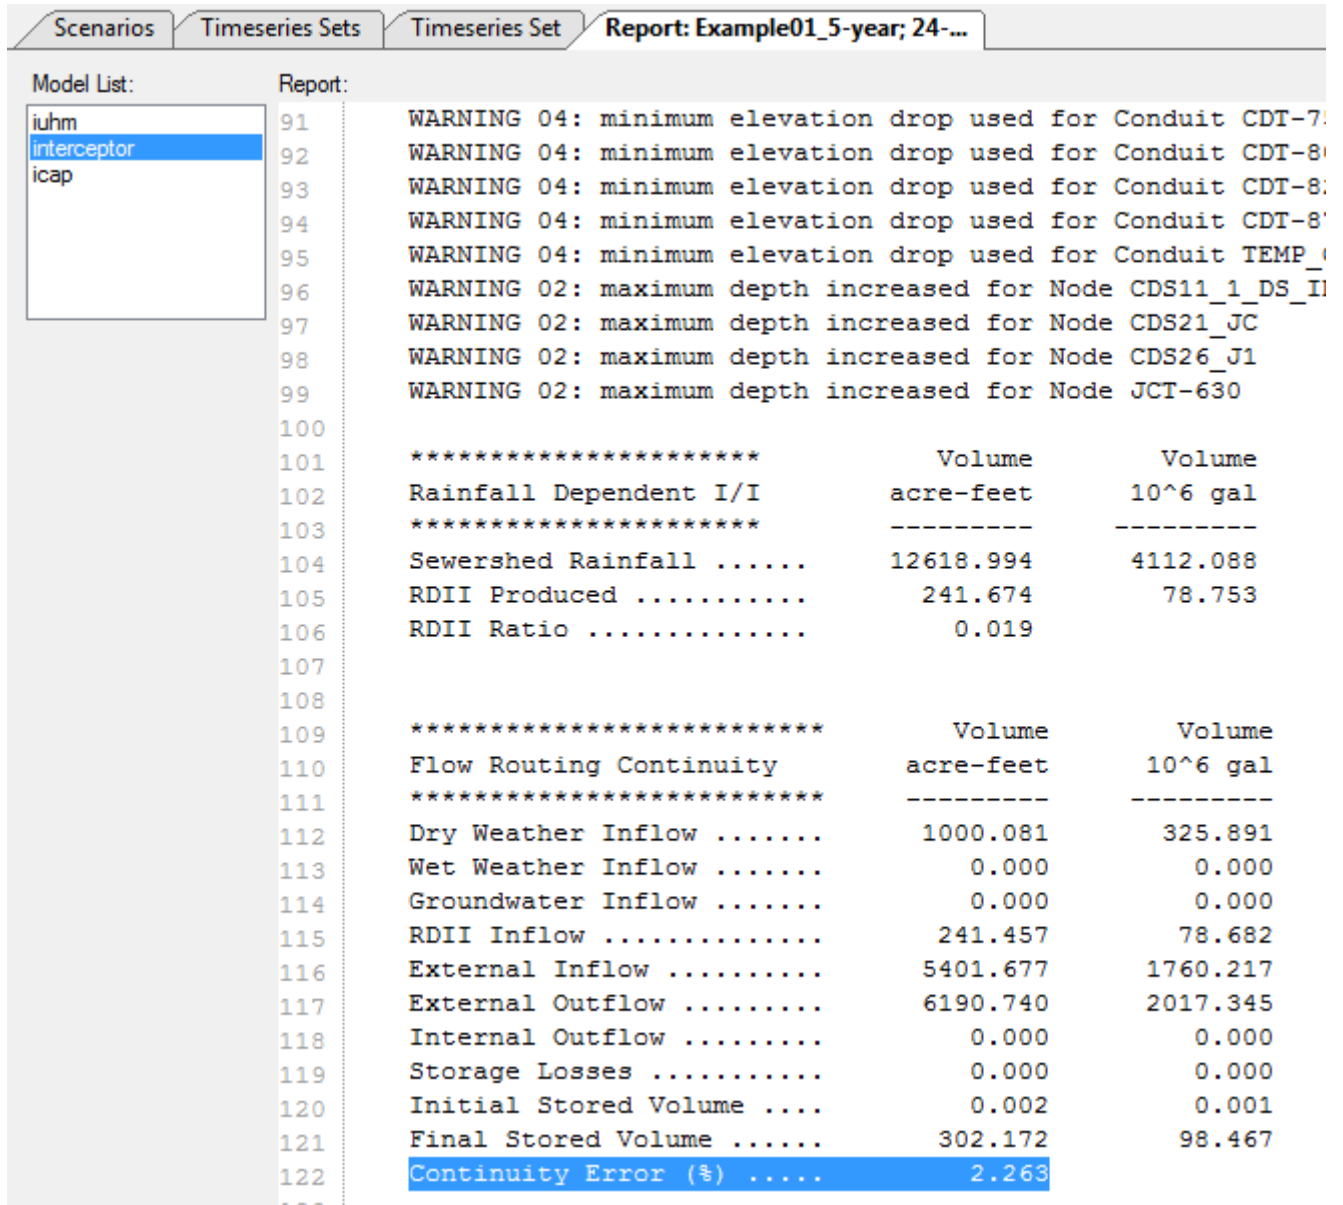 Scenarios Timeseries Sets Timeseries Set Report: Example01_5-year; 24-...
Model List: Report:
iuhm
interceptor
icap
91 WARNING 04: minimum elevation drop used for Conduit
92 WARNING 04: minimum elevation drop used for Conduit
93 WARNING 04: minimum elevation drop used for Conduit
94 WARNING 04: minimum elevation drop used for Conduit
95 WARNING 04: minimum elevation drop used for Conduit
96 WARNING 02: maximum depth increased for Node
97 WARNING 02: maximum depth increased for Node CDS21_JC
98 WARNING 02: maximum depth increased for Node CDS26_J1
99 WARNING 02: maximum depth increased for Node JCT-630
100
101 ********************** Volume Volume
102 Rainfall Dependent I/I acre-feet 10^6 gal
103 ********************** --------- ---------
104 Sewershed Rainfall ...... 12618.994 4112.088
105 RDII Produced ........... 241.674 78.753
106 RDII Ratio .............. 0.019
107
108
109 ************************** Volume Volume
110 Flow Routing Continuity acre-feet 10^6 gal
111 ************************** --------- ---------
112 Dry Weather Inflow ....... 1000.081 325.891
113 Wet Weather Inflow ....... 0.000 0.000
114 Groundwater Inflow ....... 0.000 0.000
115 RDII Inflow .............. 241.457 78.682
116 External Inflow .......... 5401.677 1760.217
117 External Outflow ......... 6190.740 2017.345
118 Internal Outflow ......... 0.000 0.000
119 Storage Losses ........... 0.000 0.000
120 Initial Stored Volume .... 0.002 0.001
121 Final Stored Volume ...... 302.172 98.467
122 Continuity Error (%) ..... 2.263